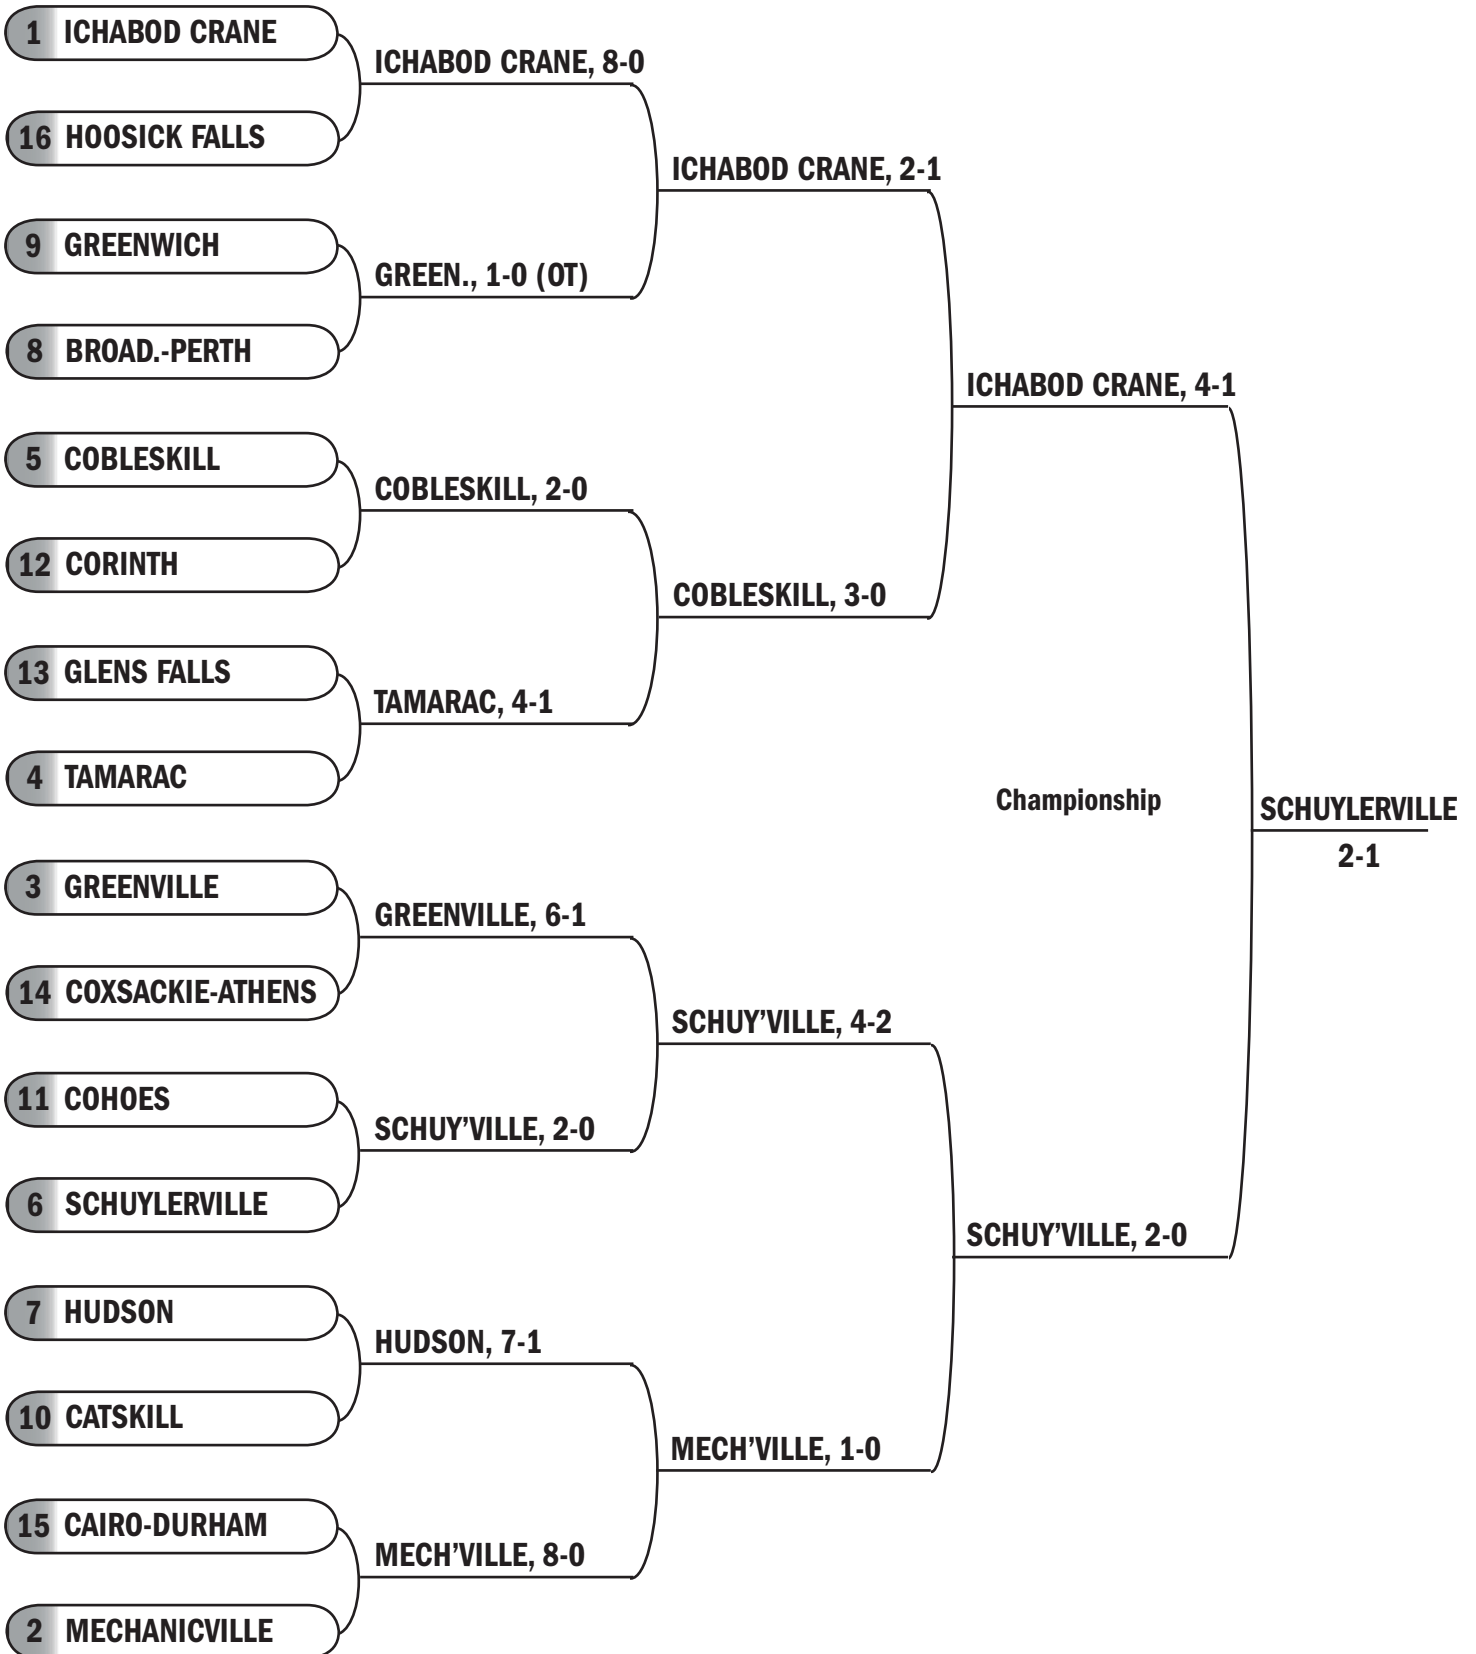 1 ICHABOD CRANE
16 HOOSICK FALLS
9 GREENWICH
8 BROAD.-PERTH
5 COBLESKILL
12 CORINTH
13 GLENS FALLS
4 TAMARAC
3 GREENVILLE
14 COXSACKIE-ATHENS
11 COHOES
6 SCHUYLERVILLE
7 HUDSON
10 CATSKILL
15 CAIRO-DURHAM
2 MECHANICVILLE
ICHABOD CRANE, 8-0
GREEN., 1-0 (OT)
COBLESKILL, 2-0
TAMARAC, 4-1
GREENVILLE, 6-1
SCHUY’VILLE, 2-0
HUDSON, 7-1
MECH’VILLE, 8-0
ICHABOD CRANE, 2-1
COBLESKILL, 3-0
SCHUY’VILLE, 4-2
MECH’VILLE, 1-0
ICHABOD CRANE, 4-1
SCHUY’VILLE, 2-0
Championship
SCHUYLERVILLE
2-1